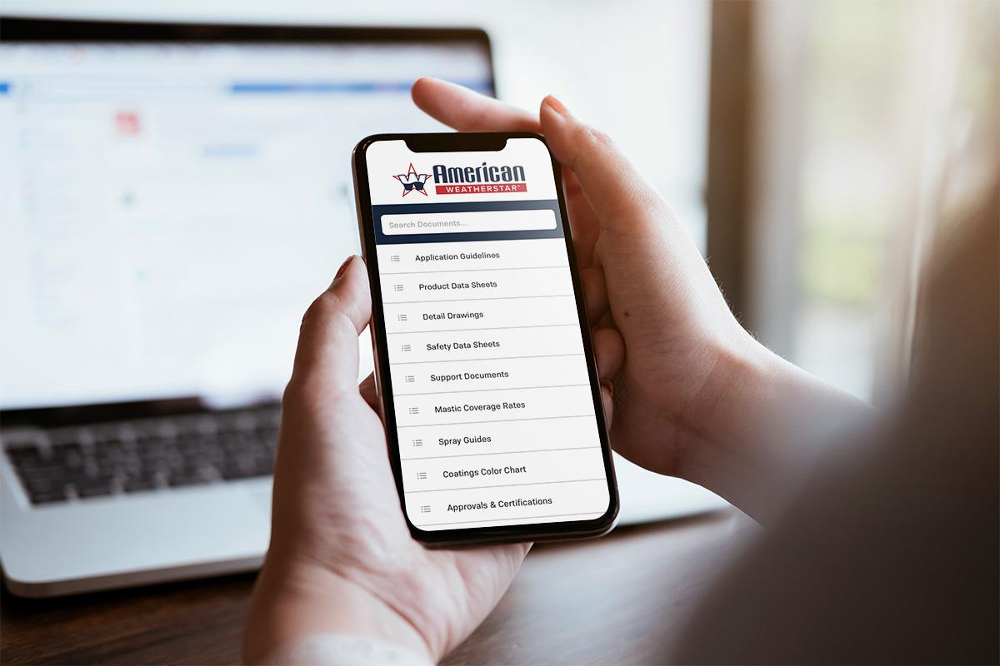 American
WEATHERSTAR®
Search Documents...
Application Guidelines
Product Data Sheets
Detail Drawings
Safety Data Sheets
Support Documents
Mastic Coverage Rates
Spray Guides
Coatings Color Chart
Approvals & Certifications